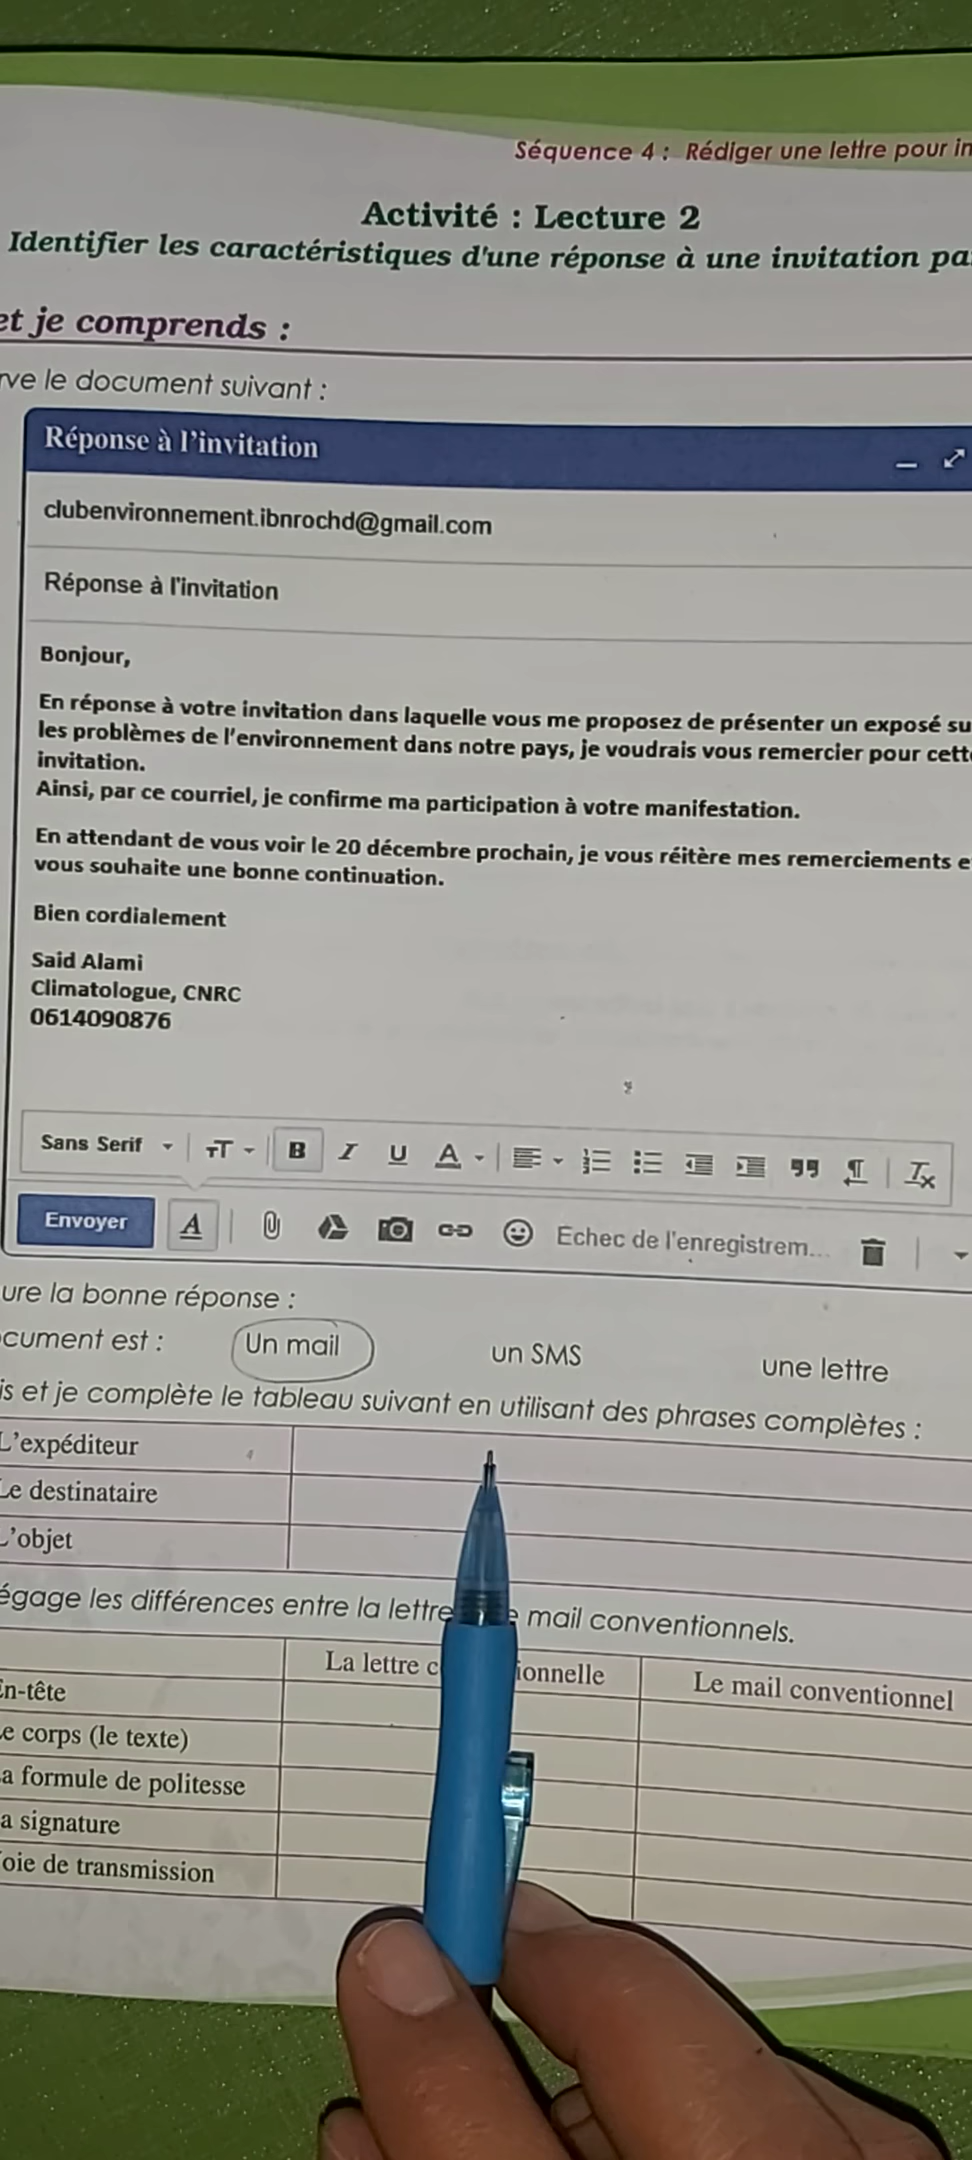 Séquence 4 : Rédiger une lettre pour in
Activité : Lecture 2
Identifier les caractéristiques d'une réponse à une invitation pa
et je comprends :
rve le document suivant :
Réponse à l'invitation
clubenvironnement.ibnrochd@gmail.com
Réponse à l'invitation
Bonjour,
En réponse à votre invitation dans laquelle vous me proposez de présenter un exposé su
les problèmes de l'environnement dans notre pays, je voudrais vous remercier pour cett
invitation.
Ainsi, par ce courriel, je confirme ma participation à votre manifestation.
En attendant de vous voir le 20 décembre prochain, je vous réitère mes remerciements e
vous souhaite une bonne continuation.
Bien cordialement
Said Alami
Climatologue, CNRC
0614090876
Sans Serif
Envoyer Echec de l'enregistrem...
ure la bonne réponse :
cument est : Un mail un SMS une lettre
is et je complète le tableau suivant en utilisant des phrases complètes :
L'expéditeur
Le destinataire
L'objet
égage les différences entre la lettre e mail conventionnels.
La lettre c ionnelle Le mail conventionnel
En-tête
e corps (le texte)
a formule de politesse
a signature
oie de transmission